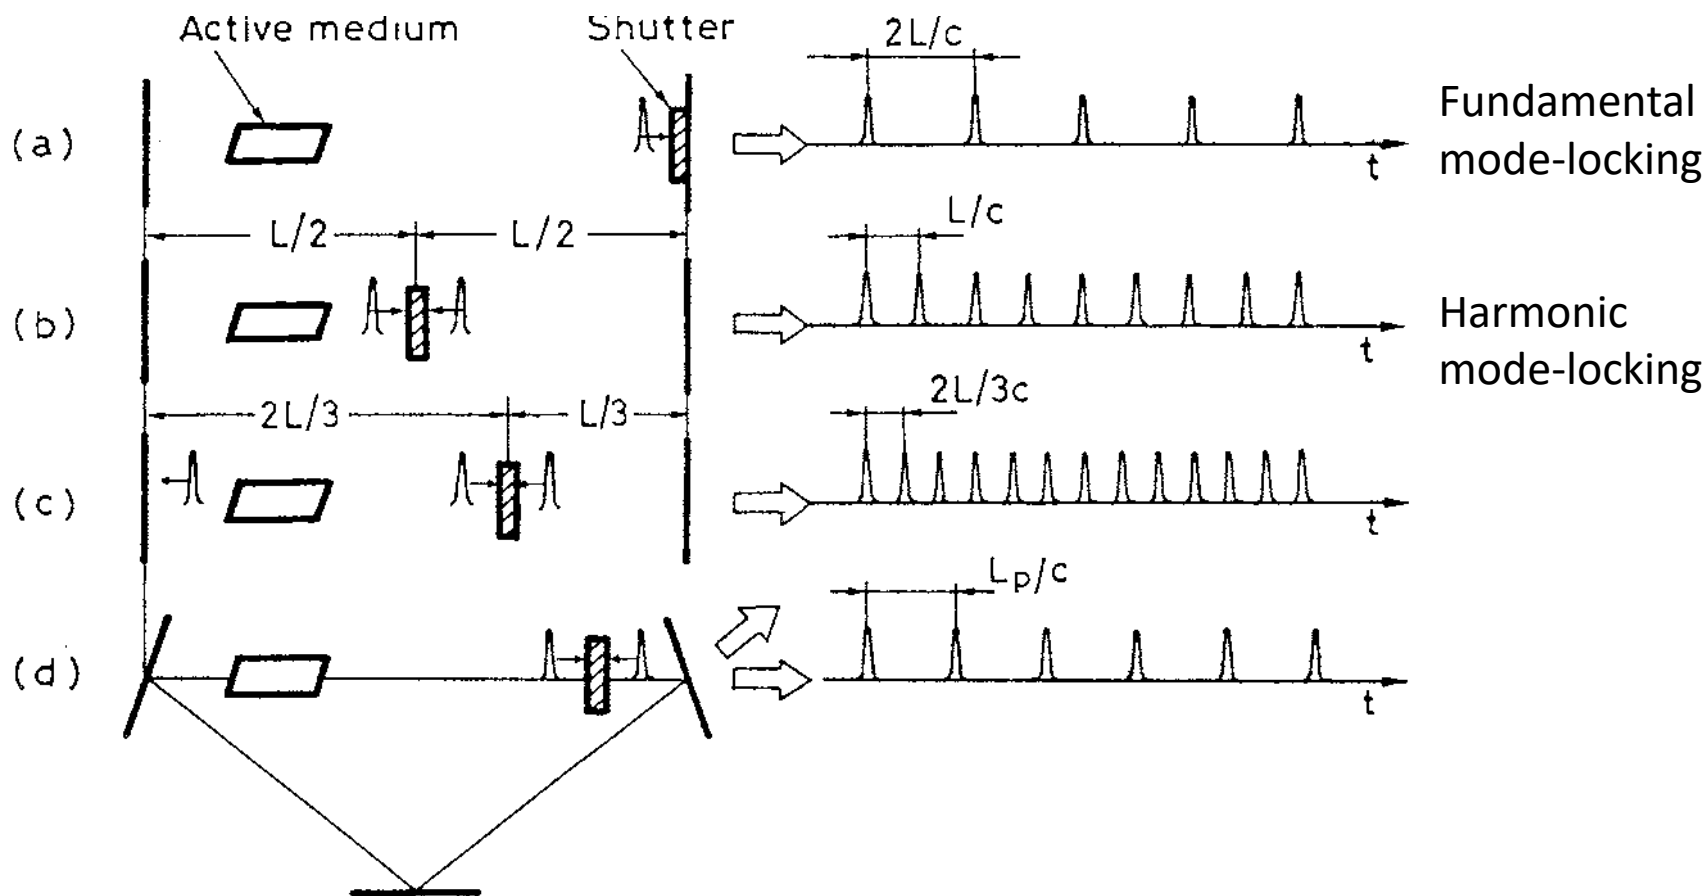 Active medium
Shutter
2L/c
(a)
t
Fundamental
mode-locking
L/2
L/2
L/c
(b)
t
Harmonic
mode-locking
2L/3
L/3
2L/3c
(c)
t
Lp/c
(d)
t